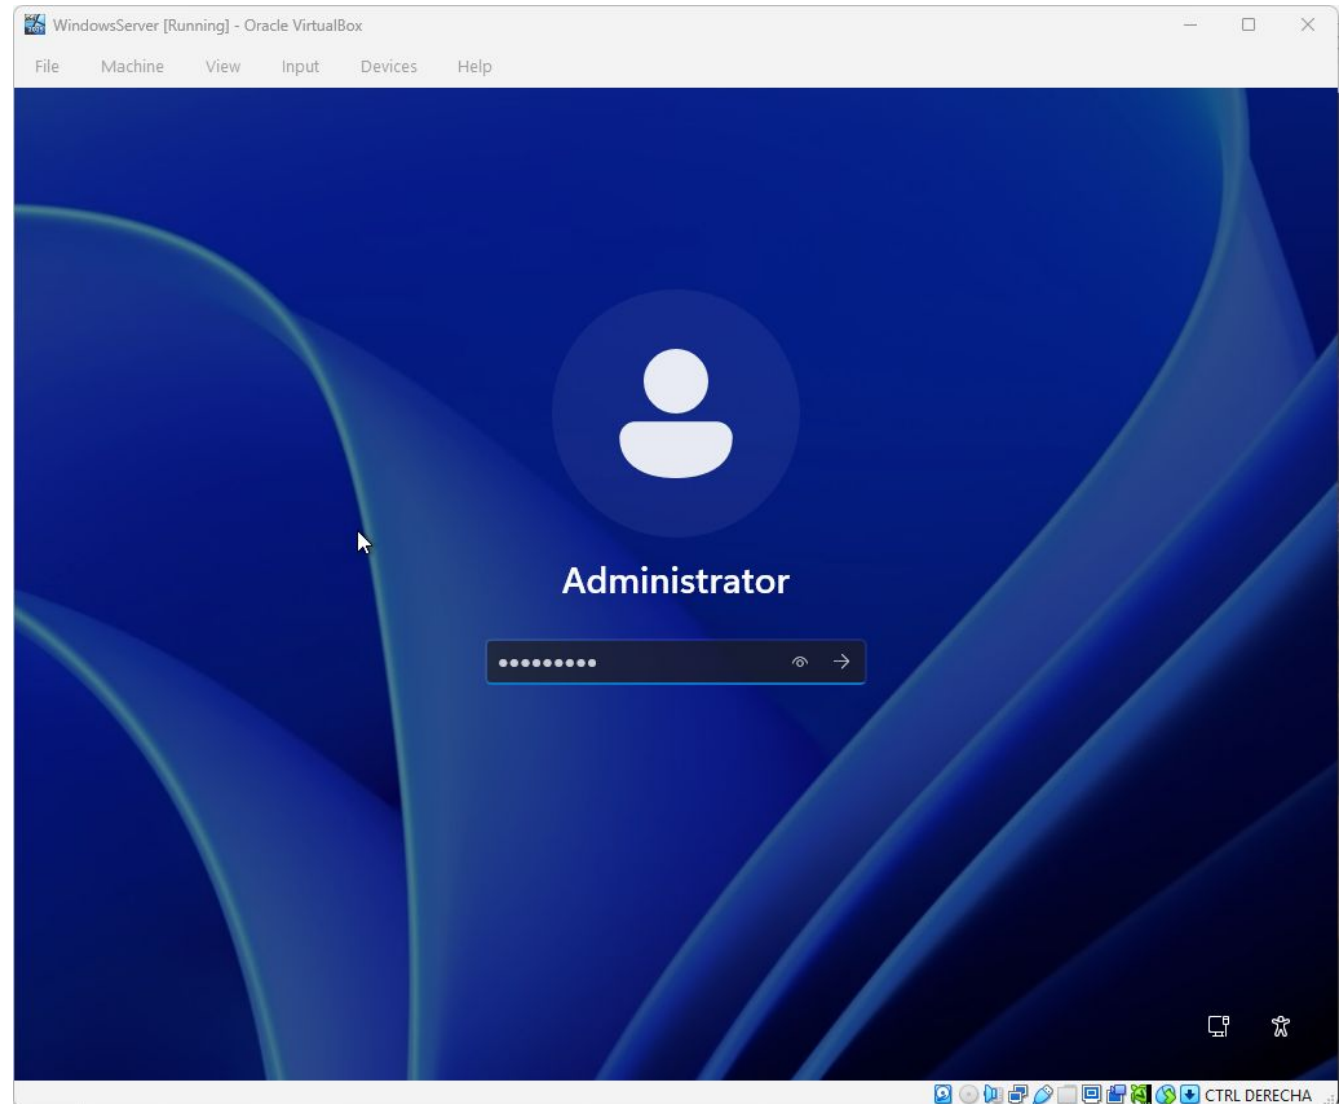 WindowsServer [Running] - Oracle VirtualBox
File Machine View Input Devices Help
Administrator
•••••••••
CTRL DERECHA